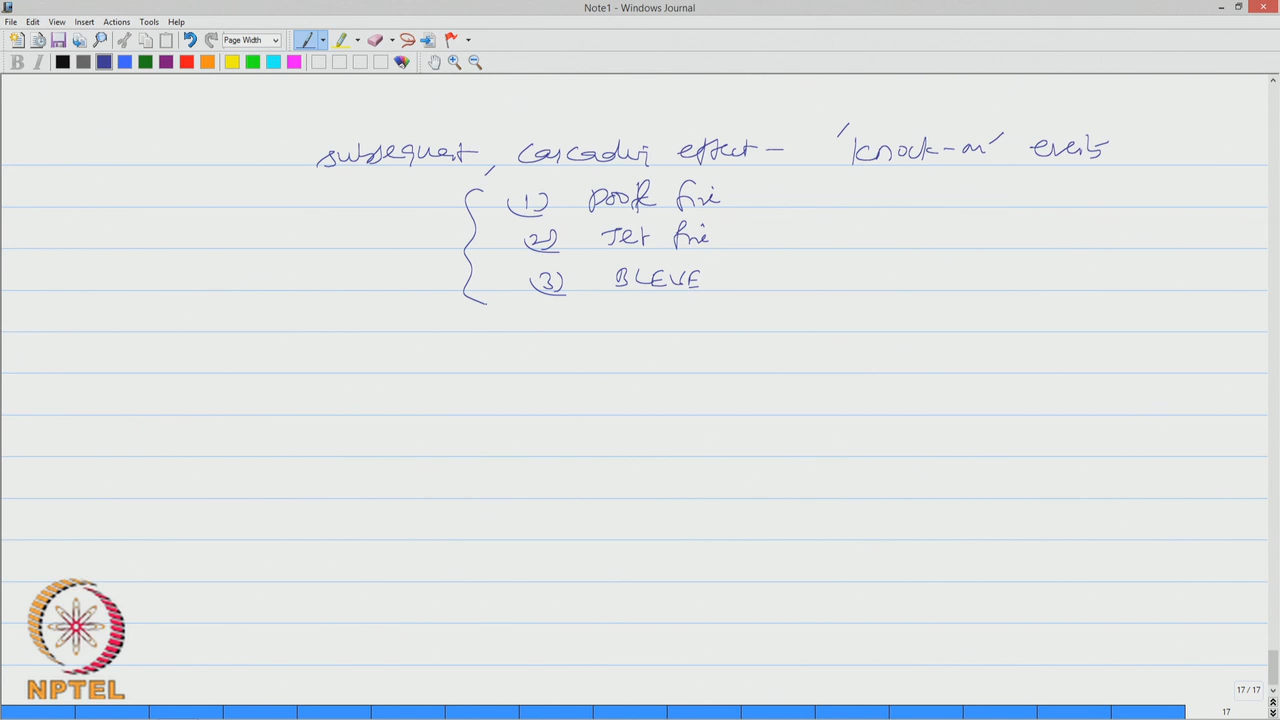 Note1 - Windows Journal
File Edit View Insert Actions Tools Help
Page Width
B I
subsequent, cascading effect - 'knock-on' events
(1) pool fire
(2) Jet fire
(3) BLEVE
NPTEL
17 / 17
17